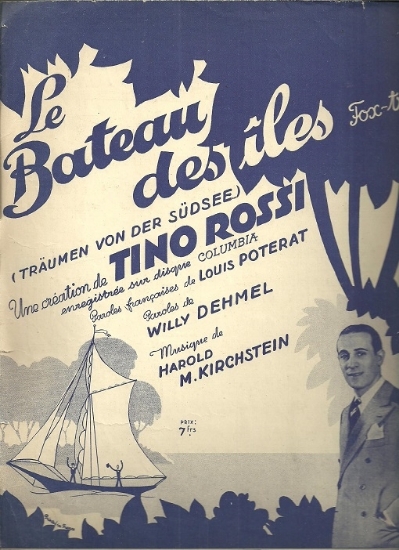 Le
Bateau
des îles
Fox-t
(TRÄUMEN VON DER SÜDSEE)
Une création de TINO ROSSI
enregistrée sur disque COLUMBIA
Paroles françaises de LOUIS POTERAT
Paroles de
WILLY DEHMEL
Musique de
HAROLD
M. KIRCHSTEIN
PRIX:
7 frs